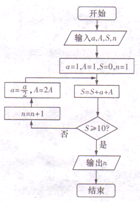 开始
输入a,A,S,n
a=1,A=1,S=0,n=1
S=S+a+A
a=a/2,A=2A
n=n+1
S≥10?
否
是
输出n
结束